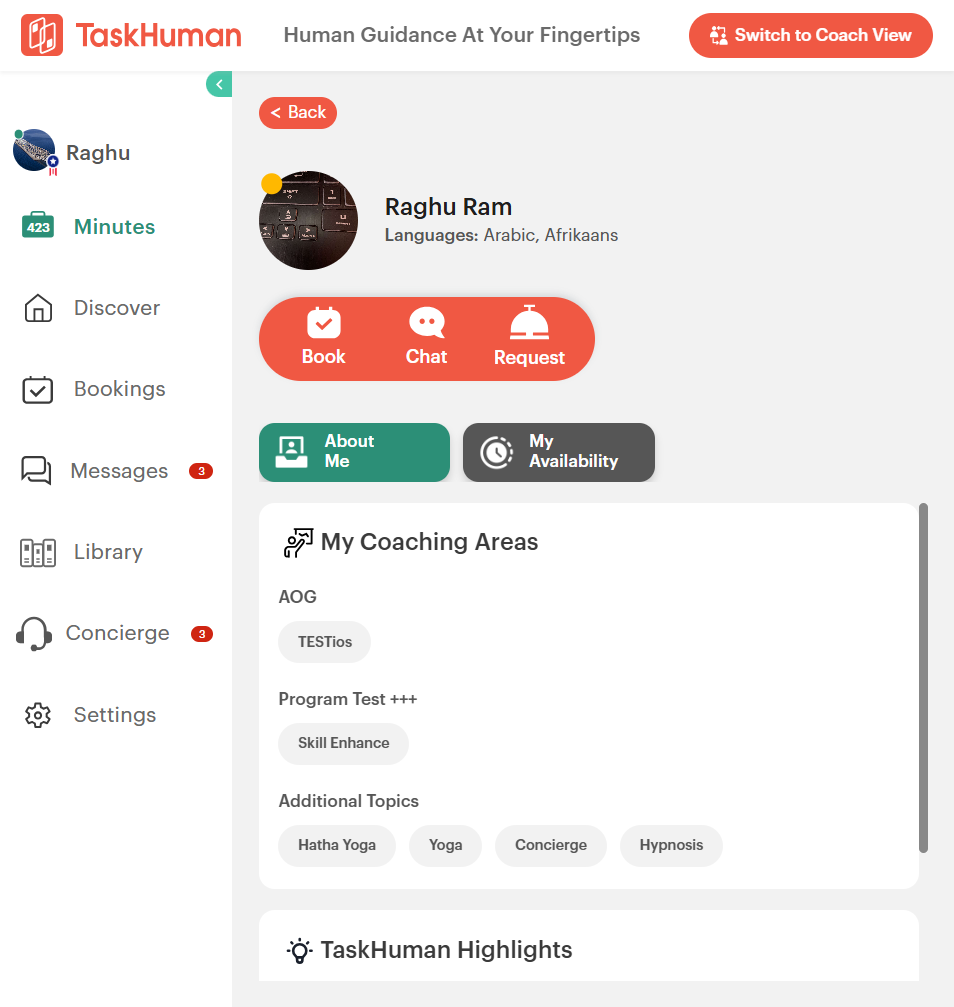 TaskHuman
Human Guidance At Your Fingertips
Switch to Coach View
< Back
Raghu
423
Minutes
Discover
Bookings
Messages
3
Library
Concierge
3
Settings
Raghu Ram
Languages: Arabic, Afrikaans
Book
Chat
Request
About
Me
My
Availability
My Coaching Areas
AOG
TESTios
Program Test +++
Skill Enhance
Additional Topics
Hatha Yoga
Yoga
Concierge
Hypnosis
TaskHuman Highlights